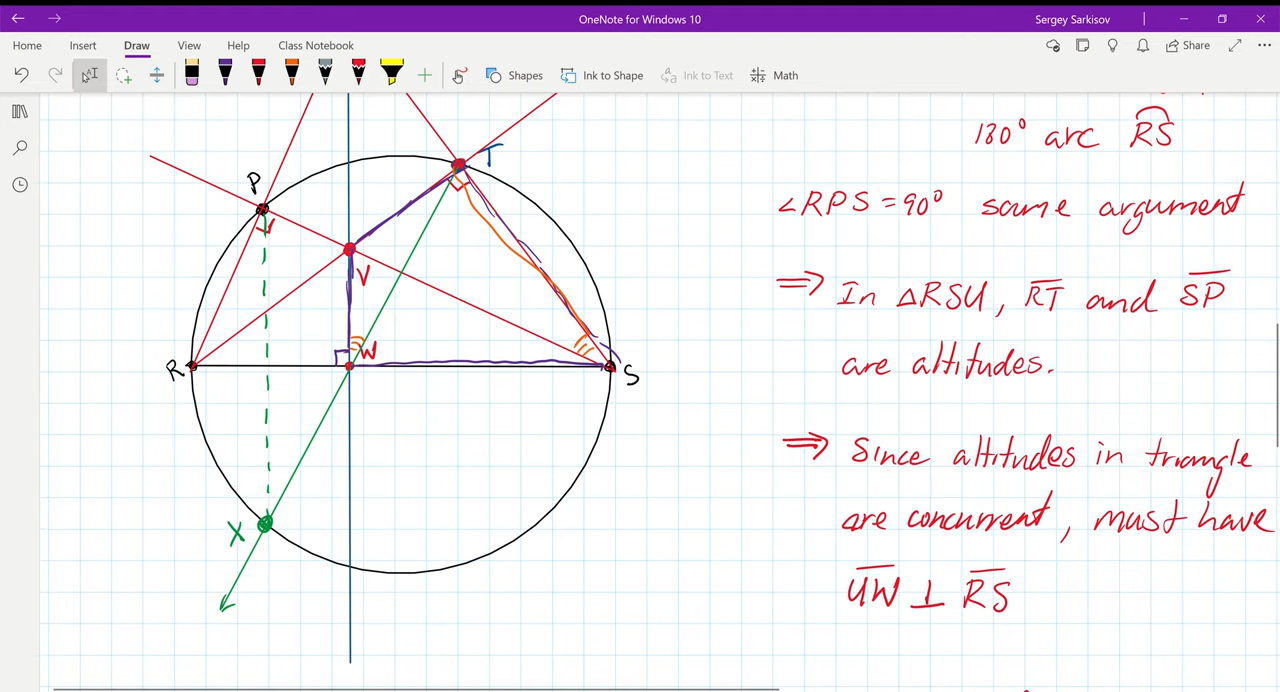 OneNote for Windows 10
Sergey Sarkisov
Home Insert Draw View Help Class Notebook
Share
Shapes
Ink to Shape
Ink to Text
Math
180° arc RS
∠RPS = 90° same argument
⇒ In ΔRSU, RT and SP
are altitudes.
⇒ Since altitudes in triangle
are concurrent, must have
UW ⊥ RS
P
T
V
W
R
S
X